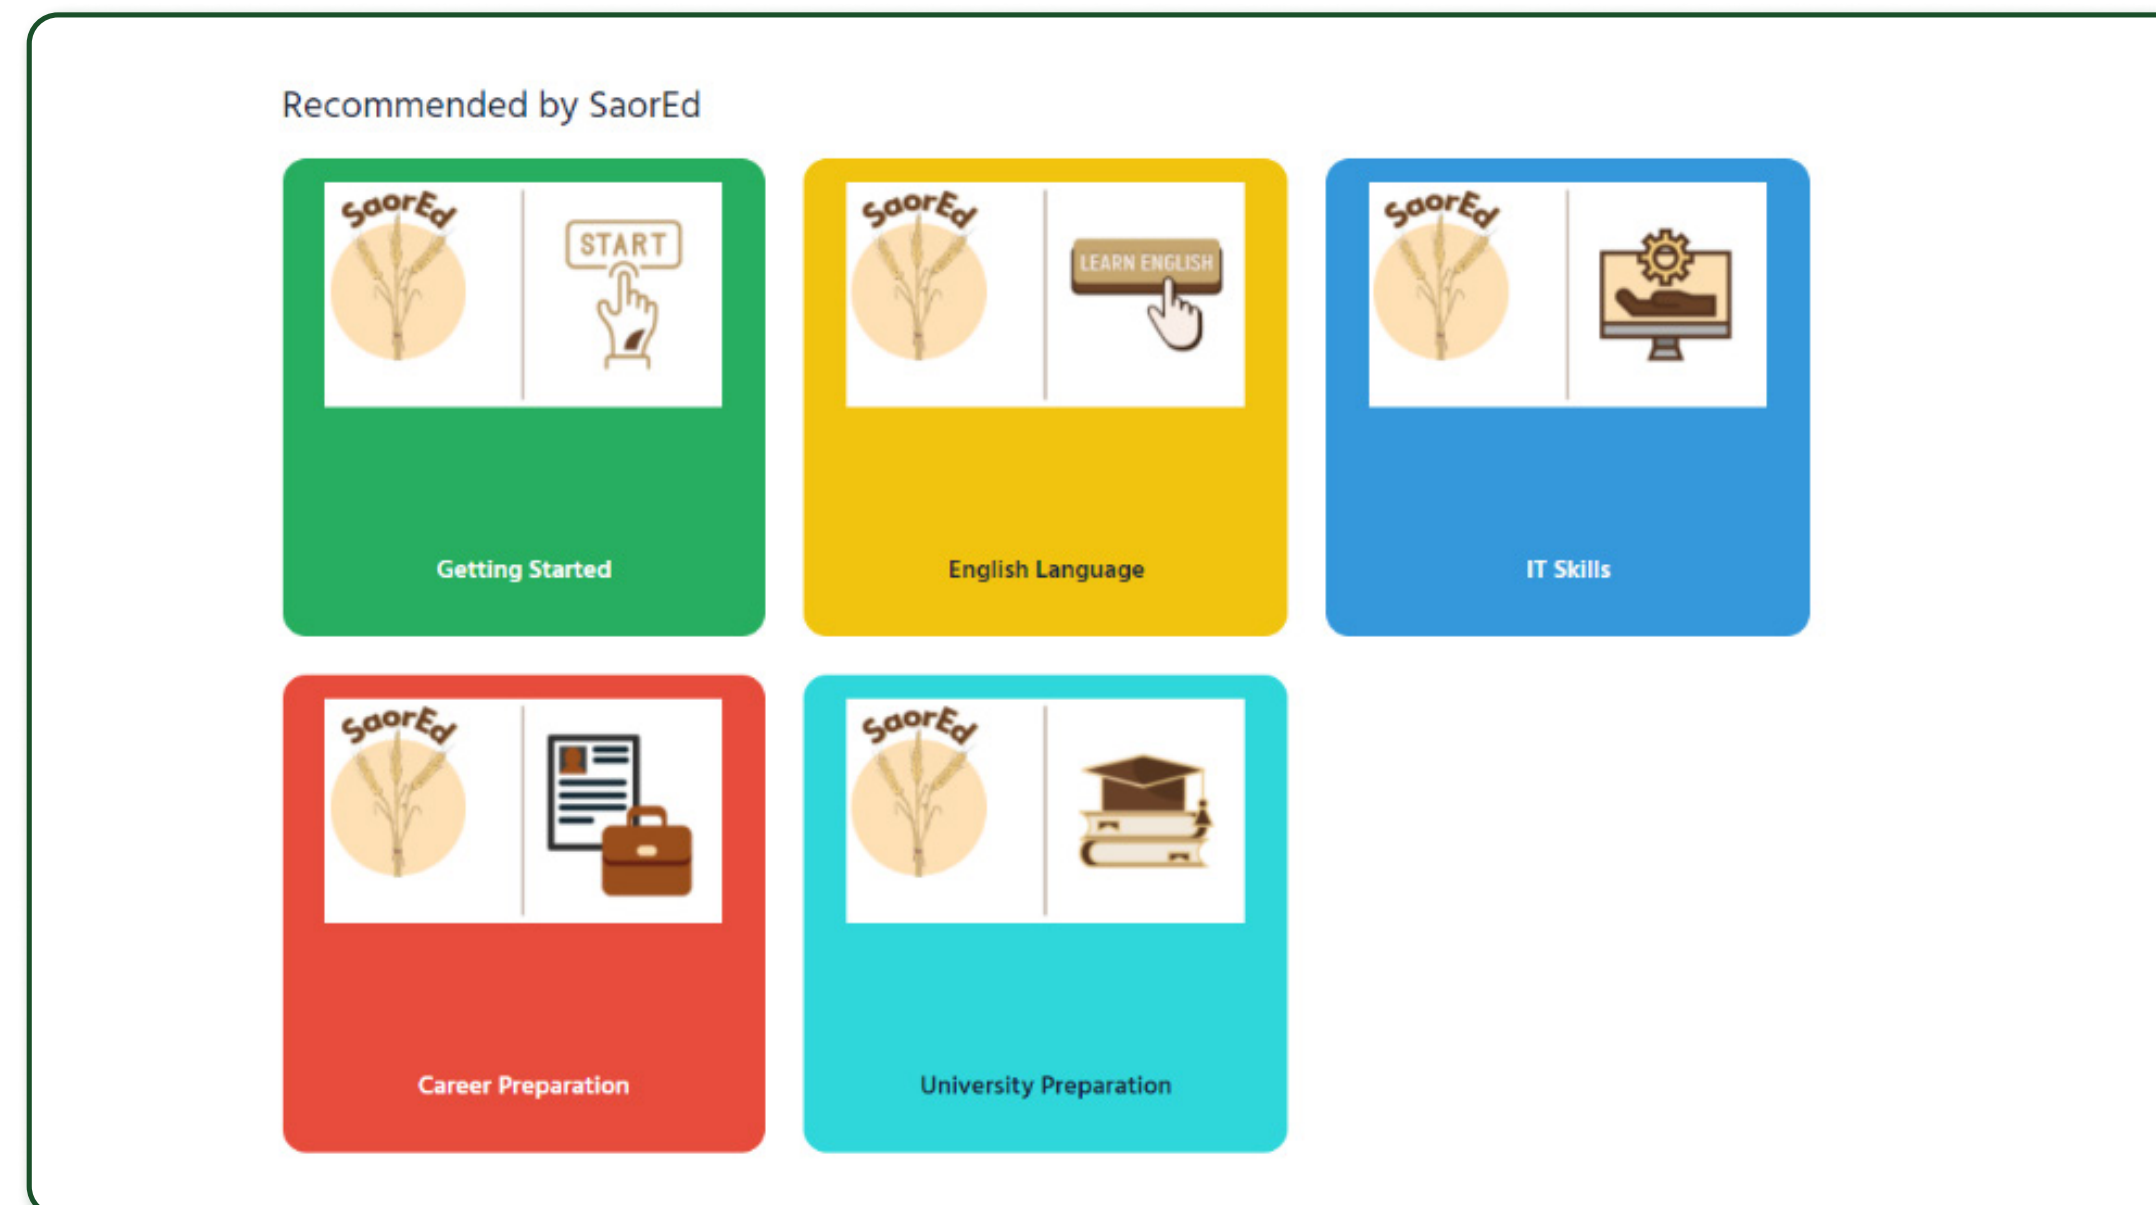 Recommended by SaorEd
SaorEd
START
SaorEd
LEARN ENGLISH
SaorEd
Getting Started
English Language
IT Skills
SaorEd
SaorEd
Career Preparation
University Preparation